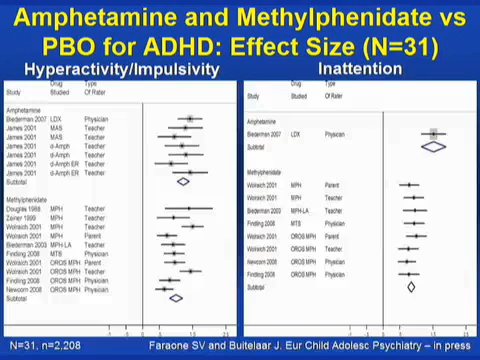 Amphetamine and Methylphenidate vs
PBO for ADHD: Effect Size (N=31)
Hyperactivity/Impulsivity
Drug Type
Study Studied Of Rater
Amphetamine
Biederman 2007 LDX Physician
James 2001 MAS Teacher
James 2001 MAS Teacher
James 2001 d-Amph Teacher
James 2001 d-Amph Teacher
James 2001 d-Amph ER Teacher
James 2001 d-Amph ER Teacher
Subtotal
Methylphenidate
Douglas 1988 MPH Teacher
Zeiner 1999 MPH Teacher
Wolraich 2001 MPH Teacher
Wolraich 2001 MPH Parent
Biederman 2003 MPH-LA Teacher
Findling 2008 MTS Physician
Wolraich 2001 OROS MPH Parent
Wolraich 2001 OROS MPH Teacher
Findling 2008 OROS MPH Physician
Newcorn 2008 OROS MPH Physician
Subtotal
Inattention
Drug Type
Study Studied Of Rater
Amphetamine
Biederman 2007 LDX Physician
Subtotal
Methylphenidate
Wolraich 2001 MPH Parent
Wolraich 2001 MPH Teacher
Biederman 2003 MPH-LA Teacher
Findling 2008 MTS Physician
Wolraich 2001 OROS MPH Parent
Wolraich 2001 OROS MPH Teacher
Newcorn 2008 OROS MPH Physician
Findling 2008 OROS MPH Physician
Subtotal
N=31, n=2,208
Faraone SV and Buitelaar J. Eur Child Adolesc Psychiatry – in press